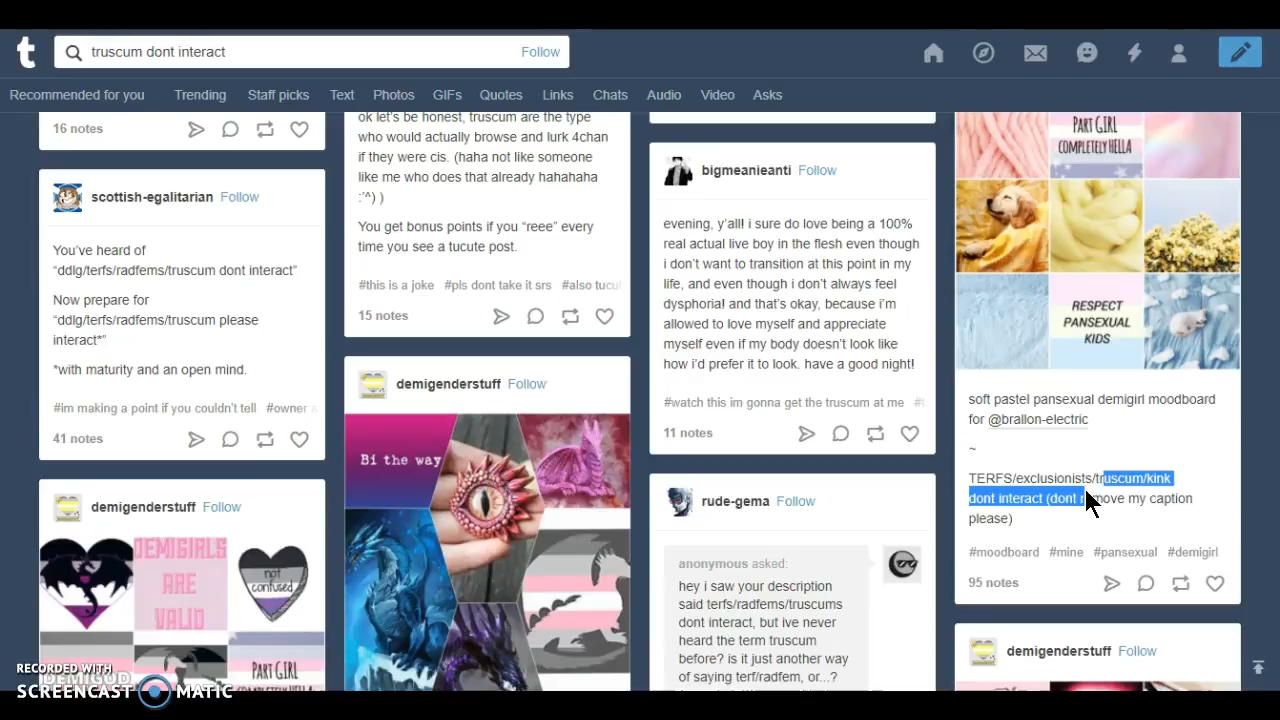 t
truscum dont interact
Follow
Recommended for you
Trending
Staff picks
Text
Photos
GIFs
Quotes
Links
Chats
Audio
Video
Asks
16 notes
scottish-egalitarian Follow
You've heard of
“ddlg/terfs/radfems/truscum dont interact”
Now prepare for
“ddlg/terfs/radfems/truscum please
interact*”
*with maturity and an open mind.
#im making a point if you couldn't tell #owner
41 notes
demigenderstuff Follow
DEMIGIRLS
ARE
VALID
not
confused
PART GIRL
ok let's be honest, truscum are the type
who would actually browse and lurk 4chan
if they were cis. (haha not like someone
like me who does that already hahahaha
:'^) )
You get bonus points if you “reee” every
time you see a tucute post.
#this is a joke #pls dont take it srs #also tucu
15 notes
demigenderstuff Follow
Bi the way
bigmeanieanti Follow
evening, y'all! i sure do love being a 100%
real actual live boy in the flesh even though
i don't want to transition at this point in my
life, and even though i don't always feel
dysphoria! and that's okay, because i'm
allowed to love myself and appreciate
myself even if my body doesn't look like
how i'd prefer it to look. have a good night!
#watch this im gonna get the truscum at me
11 notes
rude-gema Follow
anonymous asked:
hey i saw your description
said terfs/radfems/truscums
dont interact, but ive never
heard the term truscum
before? is it just another way
of saying terf/radfem, or...?
PART GIRL
COMPLETELY HELLA
RESPECT
PANSEXUAL
KIDS
soft pastel pansexual demigirl moodboard
for @brallon-electric
~
TERFS/exclusionists/truscum/kink
dont interact (dont remove my caption
please)
#moodboard #mine #pansexual #demigirl
95 notes
demigenderstuff Follow
RECORDED WITH
SCREENCAST MATIC